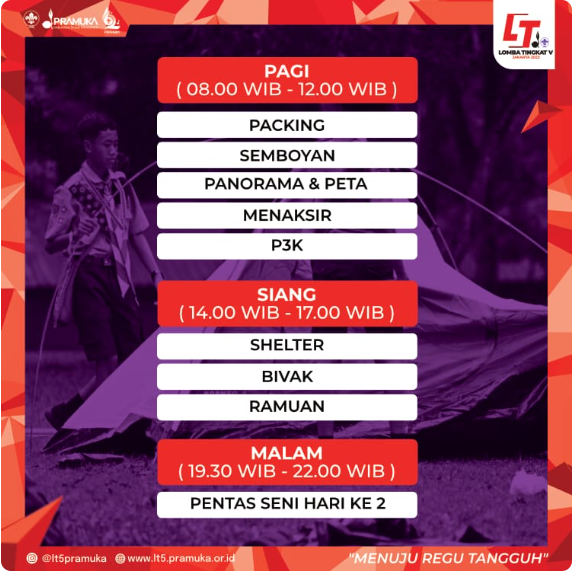 PRAMUKA
LT
LOMBA TINGKAT V
JAKARTA 2022
PAGI
( 08.00 WIB - 12.00 WIB )
PACKING
SEMBOYAN
PANORAMA & PETA
MENAKSIR
P3K
SIANG
( 14.00 WIB - 17.00 WIB )
SHELTER
BIVAK
RAMUAN
MALAM
( 19.30 WIB - 22.00 WIB )
PENTAS SENI HARI KE 2
@lt5pramuka www.lt5.pramuka.or.id
"MENUJU REGU TANGGUH"